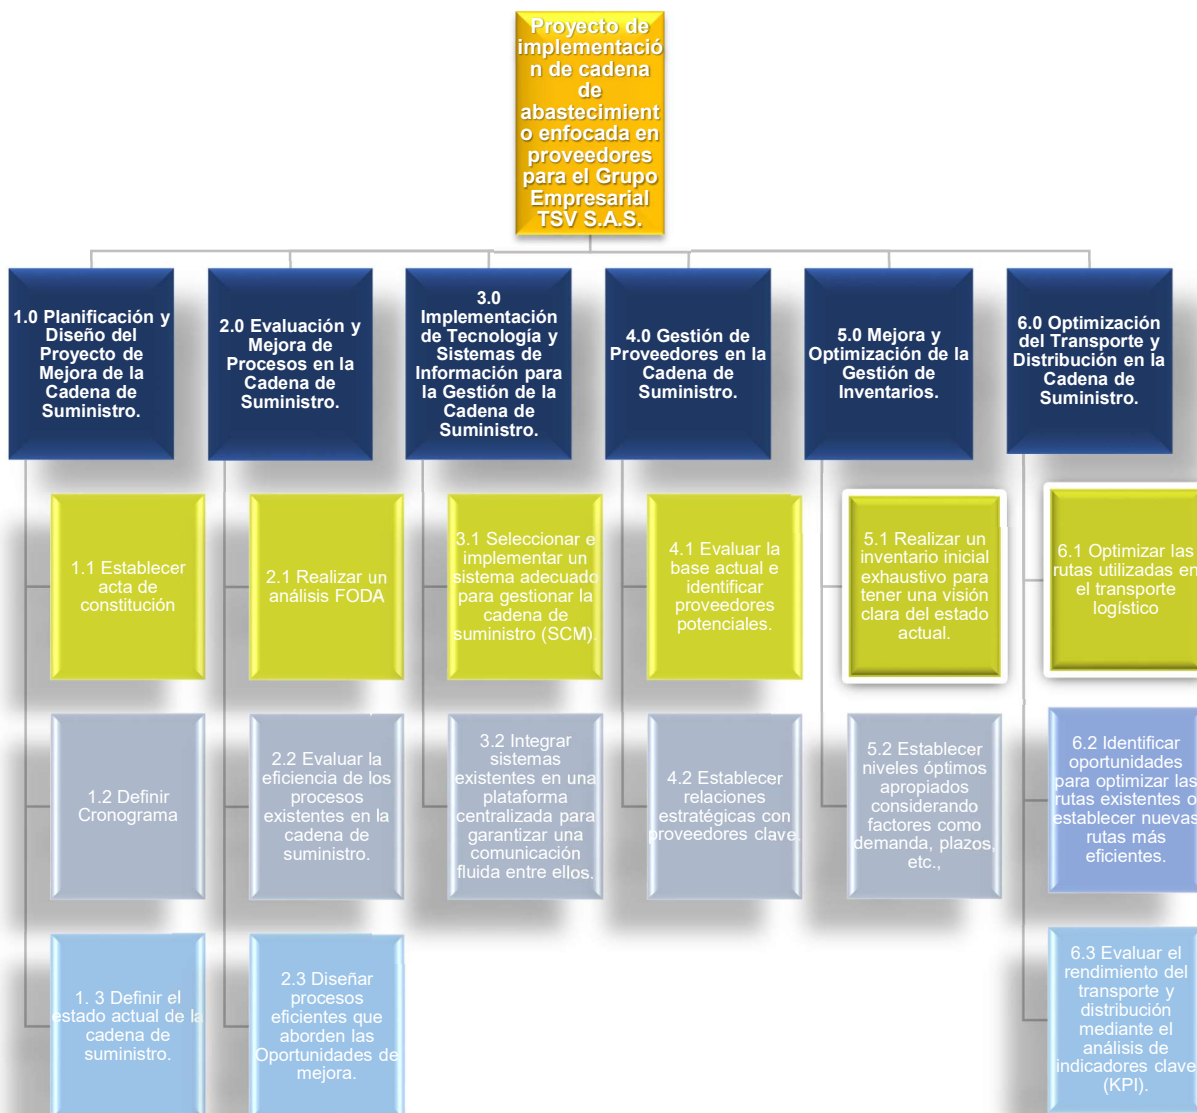 Proyecto de
implementació
n de cadena
de
abastecimient
o enfocada en
proveedores
para el Grupo
Empresarial
TSV S.A.S.
1.0 Planificación y
Diseño del
Proyecto de
Mejora de la
Cadena de
Suministro.
2.0 Evaluación y
Mejora de
Procesos en la
Cadena de
Suministro.
3.0
Implementación
de Tecnología y
Sistemas de
Información para
la Gestión de la
Cadena de
Suministro.
4.0 Gestión de
Proveedores en la
Cadena de
Suministro.
5.0 Mejora y
Optimización de la
Gestión de
Inventarios.
6.0 Optimización
del Transporte y
Distribución en la
Cadena de
Suministro.
1.1 Establecer
acta de
constitución
2.1 Realizar un
análisis FODA
3.1 Seleccionar e
implementar un
sistema adecuado
para gestionar la
cadena de
suministro (SCM).
4.1 Evaluar la
base actual e
identificar
proveedores
potenciales.
5.1 Realizar un
inventario inicial
exhaustivo para
tener una visión
clara del estado
actual.
6.1 Optimizar las
rutas utilizadas en
el transporte
logístico
1.2 Definir
Cronograma
2.2 Evaluar la
eficiencia de los
procesos
existentes en la
cadena de
suministro.
3.2 Integrar
sistemas
existentes en una
plataforma
centralizada para
garantizar una
comunicación
fluida entre ellos.
4.2 Establecer
relaciones
estratégicas con
proveedores clave.
5.2 Establecer
niveles óptimos
apropiados
considerando
factores como
demanda, plazos,
etc.,
6.2 Identificar
oportunidades
para optimizar las
rutas existentes o
establecer nuevas
rutas más
eficientes.
1. 3 Definir el
estado actual de la
cadena de
suministro.
2.3 Diseñar
procesos
eficientes que
aborden las
Oportunidades de
mejora.
6.3 Evaluar el
rendimiento del
transporte y
distribución
mediante el
análisis de
indicadores clave
(KPI).